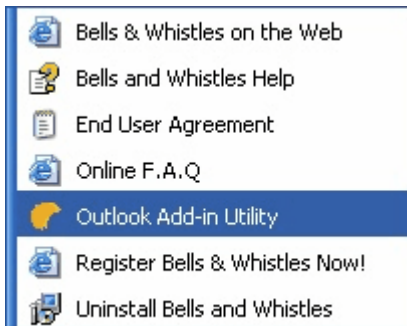 Bells & Whistles on the Web
Bells and Whistles Help
End User Agreement
Online F.A.Q
Outlook Add-in Utility
Register Bells & Whistles Now!
Uninstall Bells and Whistles